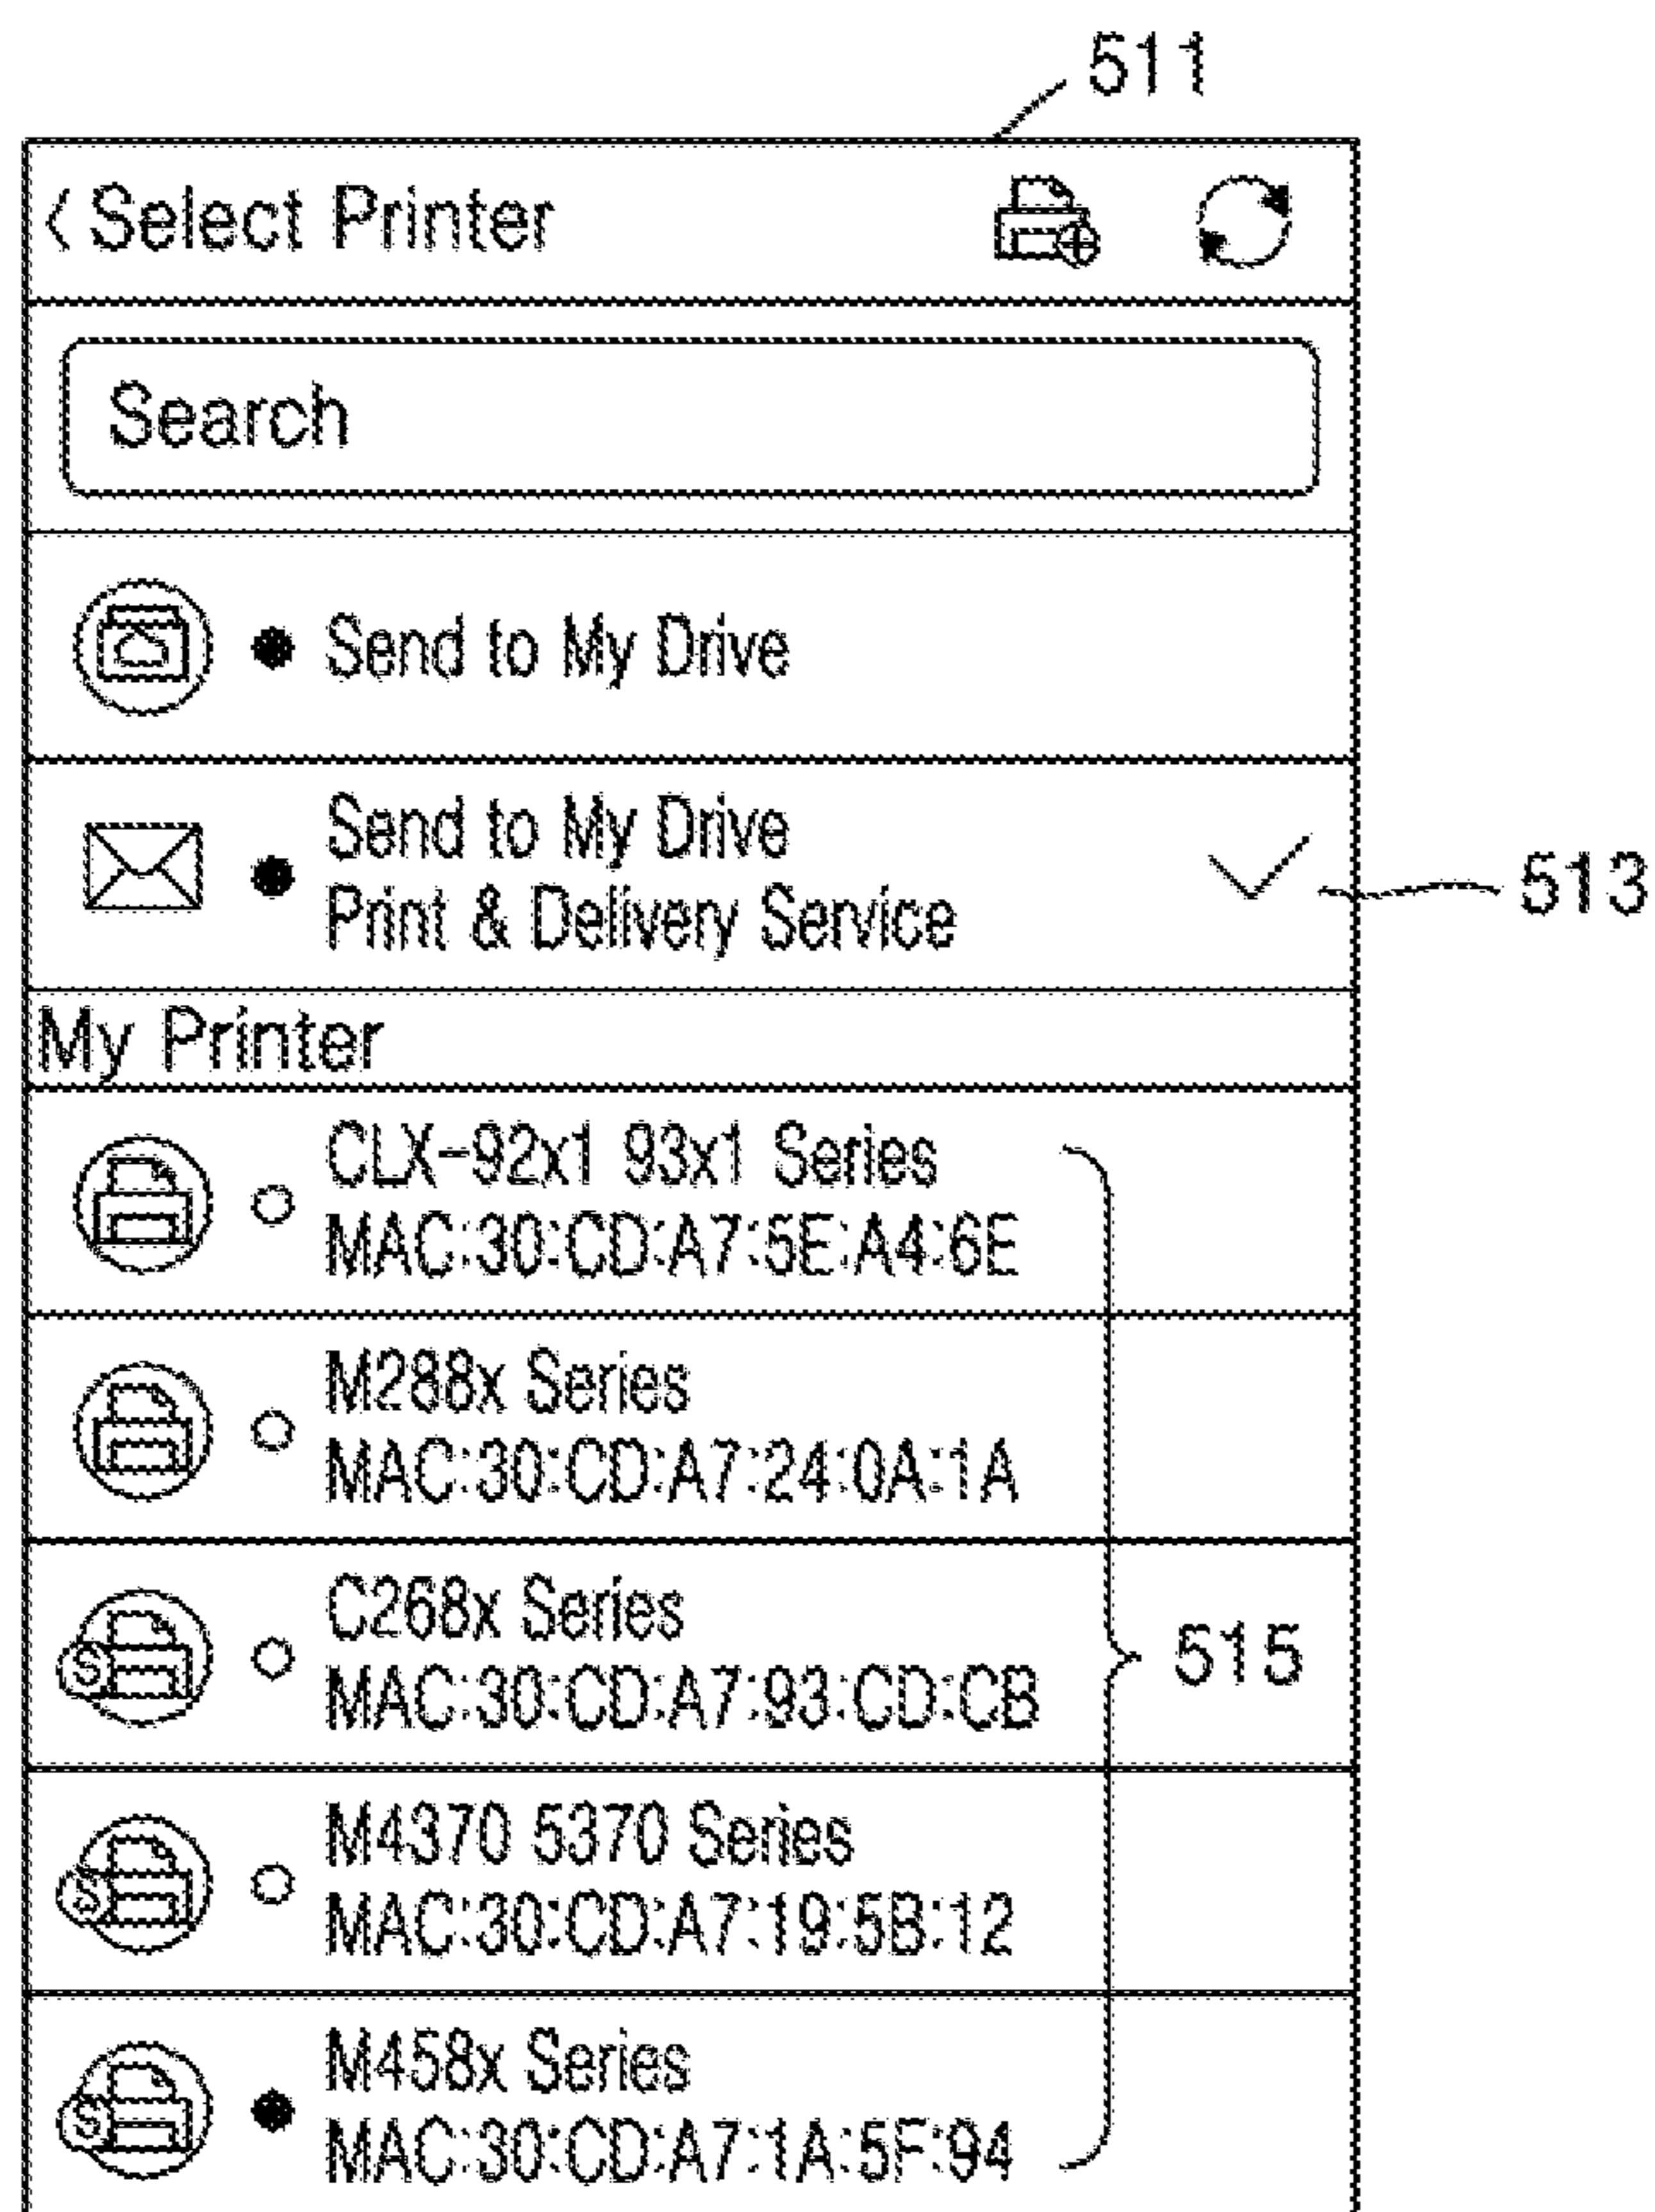 511
Select Printer
Search
Send to My Drive
Send to My Drive
Print & Delivery Service
513
My Printer
CLX-92x1 93x1 Series
MAC:30:CD:A7:5E:A4:6E
M288x Series
MAC:30:CD:A7:24:0A:1A
S
C268x Series
MAC:30:CD:A7:93:CD:CB
515
S
M4370 5370 Series
MAC:30:CD:A7:19:5B:12
S
M458x Series
MAC:30:CD:A7:1A:5F:94